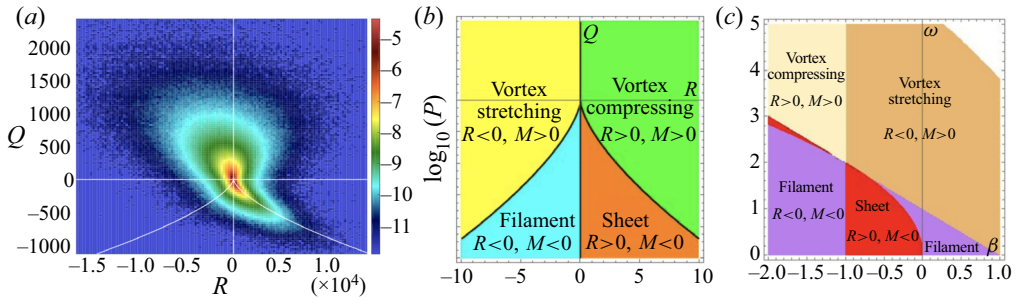 (a)
2000
1500
1000
500
0
−500
−1000
Q
−1.5
−1.0
−0.5
0
0.5
1.0
R
(×10⁴)
−5
−6
−7
−8
−9
−10
−11
log₁₀(P)
(b)
Q
R
Vortex
stretching
R<0, M>0
Vortex
compressing
R>0, M>0
Filament
R<0, M<0
Sheet
R>0, M<0
−10
−5
0
5
10
(c)
5
4
3
2
1
0
ω
Vortex
compressing
R>0, M>0
Vortex
stretching
R<0, M>0
Filament
R<0, M<0
Sheet
R>0, M<0
Filament
β
−2.0
−1.5
−1.0
−0.5
0
0.5
1.0